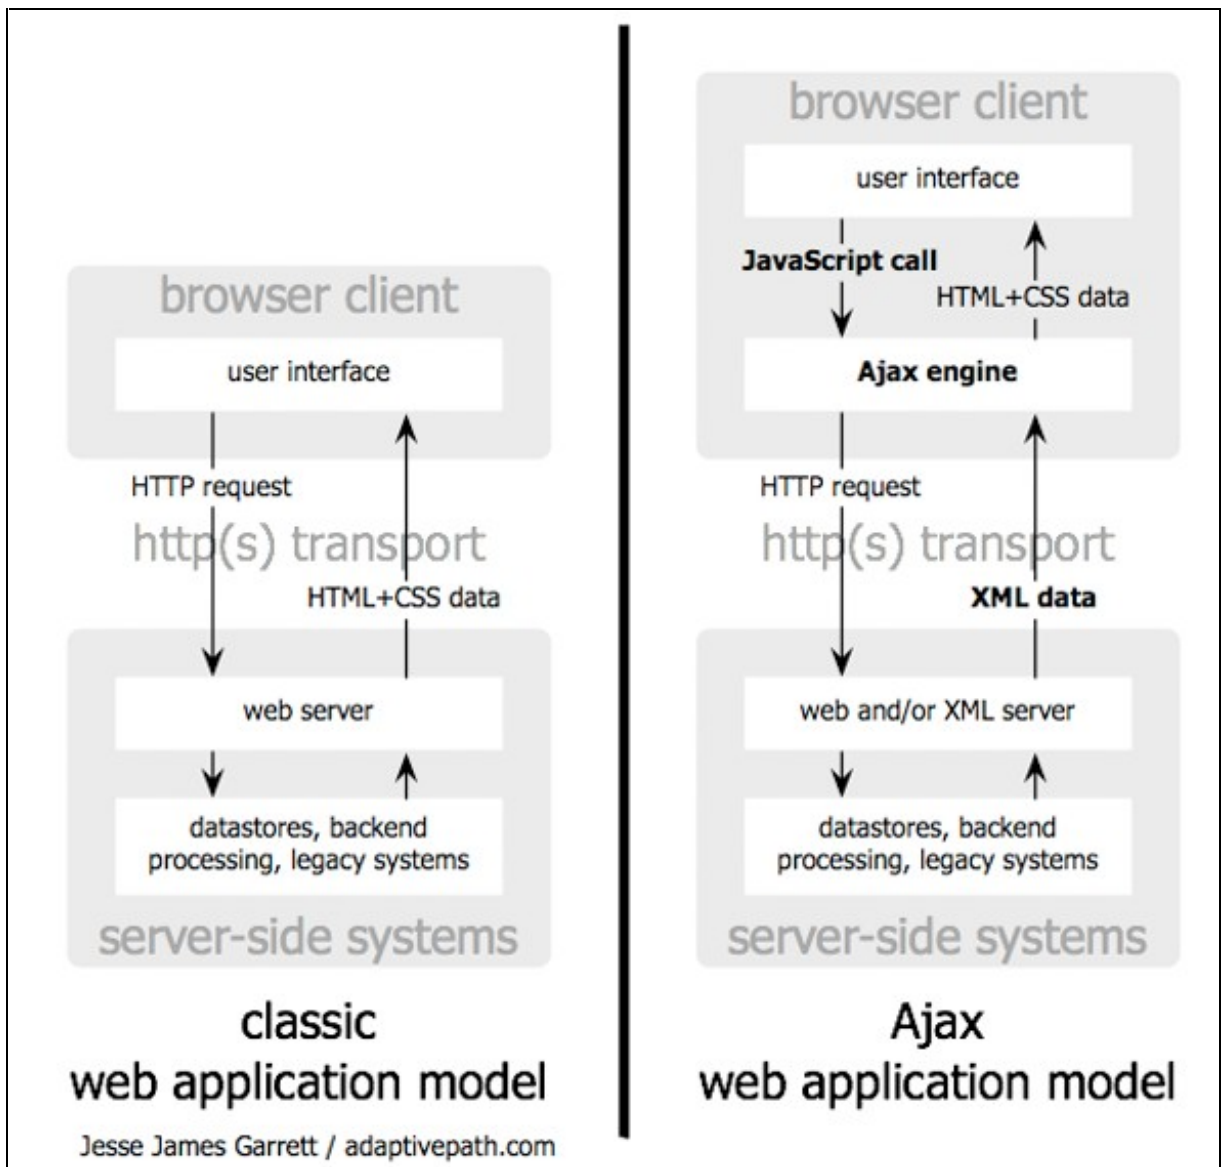 browser client
user interface
HTTP request
http(s) transport
HTML+CSS data
web server
datastores, backend
processing, legacy systems
server-side systems
classic
web application model
Jesse James Garrett / adaptivepath.com
browser client
user interface
JavaScript call
HTML+CSS data
Ajax engine
HTTP request
http(s) transport
XML data
web and/or XML server
datastores, backend
processing, legacy systems
server-side systems
Ajax
web application model